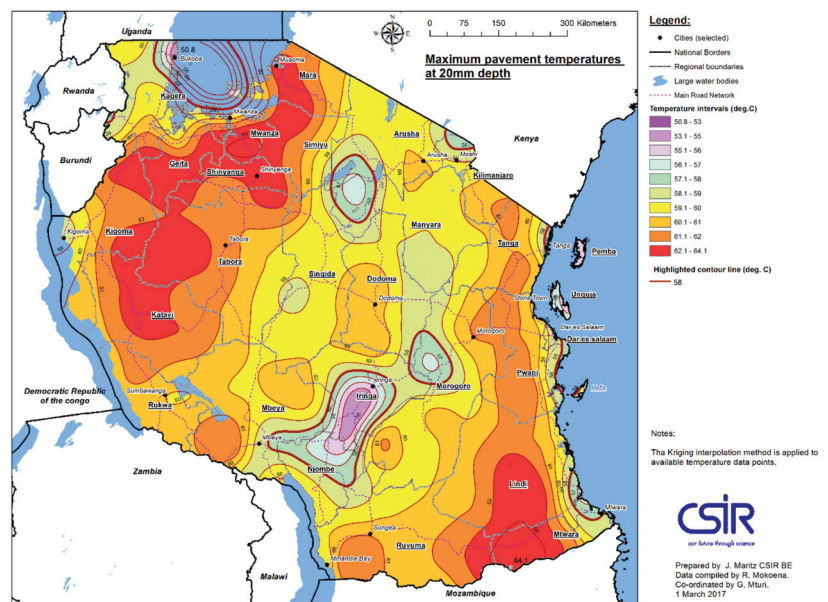 Uganda
0 75 150 300 Kilometers
N
W E
S
50.8
Bukoba
Musoma
Maximum pavement temperatures
at 20mm depth
Mara
Kagera
Rwanda
Mwanza
Mwanza
Arusha
Kenya
Simiyu
Burundi
Geita
Shinyanga
Shinyanga
Arusha
Moshi
Kilimanjaro
Kigoma
Kigoma
Manyara
Tabora
Tabora
Tanga
Tanga
Pemba
Singida
Dodoma
Dodoma
Stone Town
Unguja
Katavi
Dar es Salaam
Dar es salaam
Morogoro
Pwani
Democratic Republic
of the congo
Sumbawanga
Rukwa
Mbeya
Iringa
Iringa
Morogoro
Mafia
Mbeya
Zambia
Njombe
Lindi
Mtwara
Mtwara
Songea
Ruvuma
Mbamba Bay
64.1
Malawi
Mozambique
Legend:
Cities (selected)
National Borders
Regional boundaries
Large water bodies
Main Road Network
Temperature intervals (deg.C)
50.8 - 53
53.1 - 55
55.1 - 56
56.1 - 57
57.1 - 58
58.1 - 59
59.1 - 60
60.1 - 61
61.1 - 62
62.1 - 64.1
Highlighted contour line (deg. C)
58
Notes:
The Kriging interpolation method is applied to
available temperature data points.
CSIR
our future through science
Prepared by J. Maritz CSIR BE
Data compiled by R. Mokoena.
Co-ordinated by G. Mturi.
1 March 2017